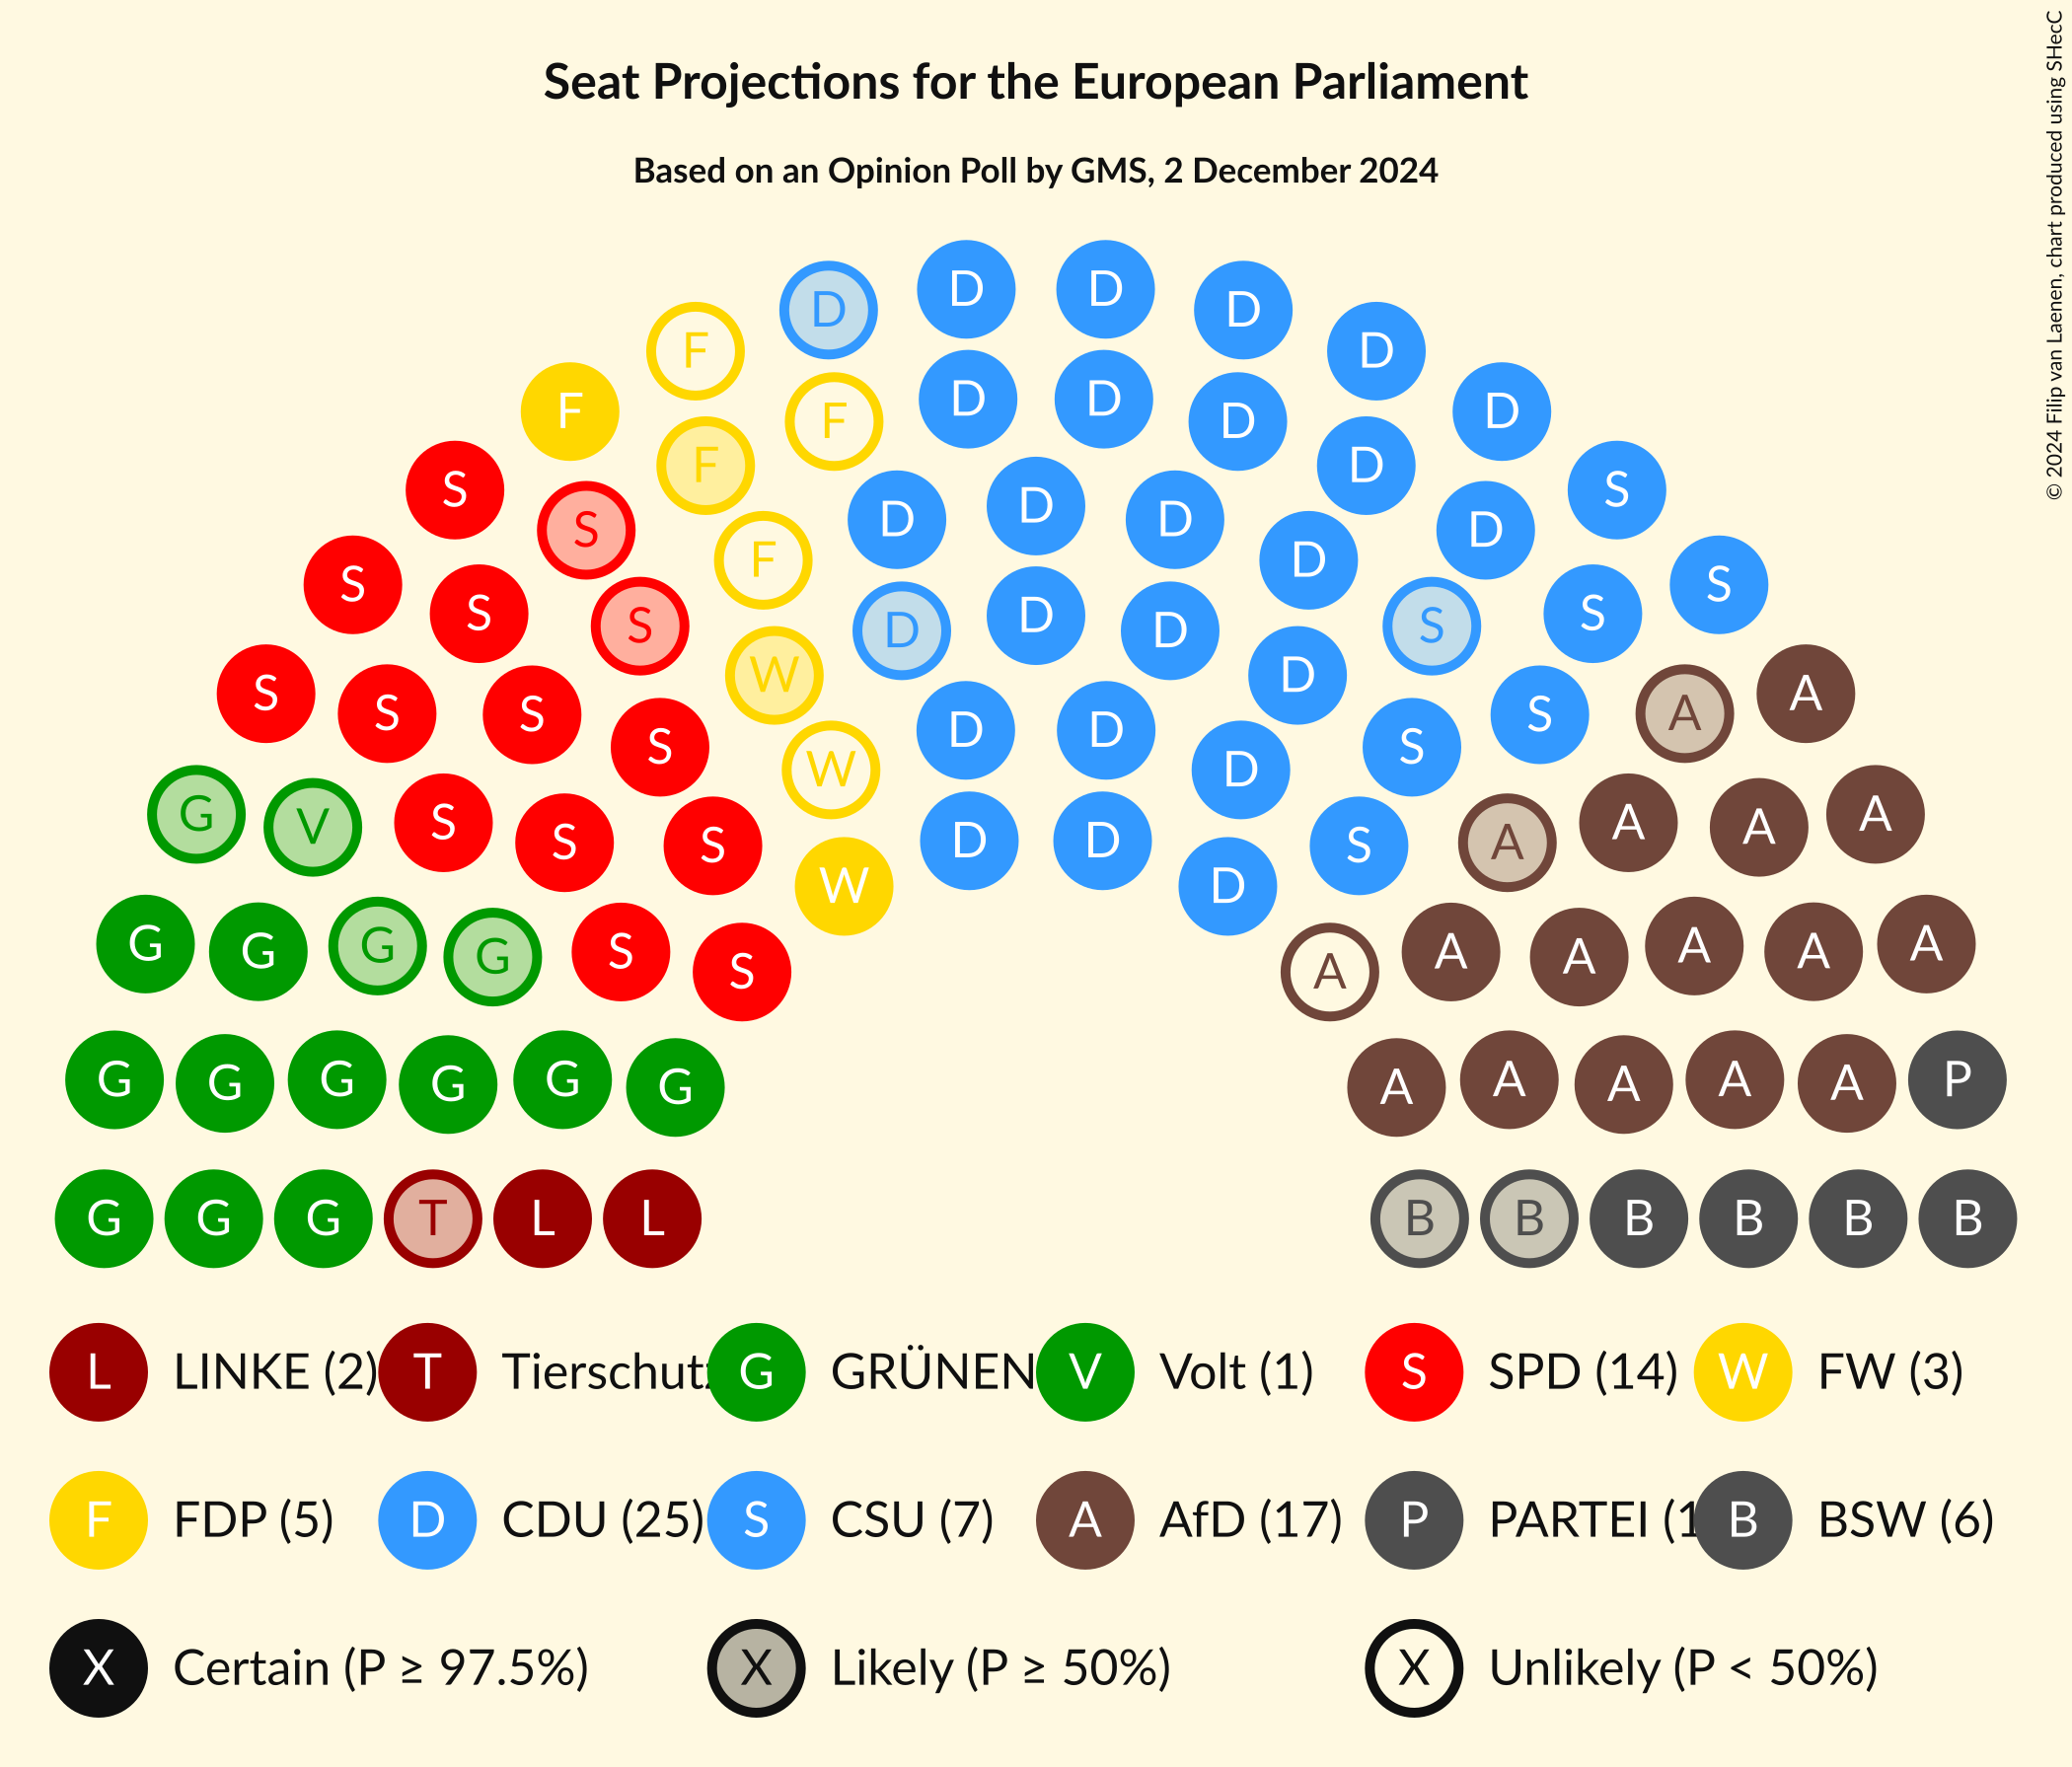 Seat Projections for the European Parliament
Based on an Opinion Poll by GMS, 2 December 2024
© 2024 Filip van Laenen, chart produced using SHecC
D D D D
F D D F
F D D D D F D
S F D D D D S
S D D D S
S S F D S S
S S D D D S
S S S W D S A A
S S D D D S
G V S S S W D S A A A A
W D D D
G G G G S S A A A A A A
G G G G G G A A A A A P
G G G T L L B B B B B B
L LINKE (2) T Tierschutz G GRÜNEN V Volt (1) S SPD (14) W FW (3)
F FDP (5) D CDU (25) S CSU (7) A AfD (17) P PARTEI (1 B BSW (6)
X Certain (P ≥ 97.5%) X Likely (P ≥ 50%) X Unlikely (P < 50%)